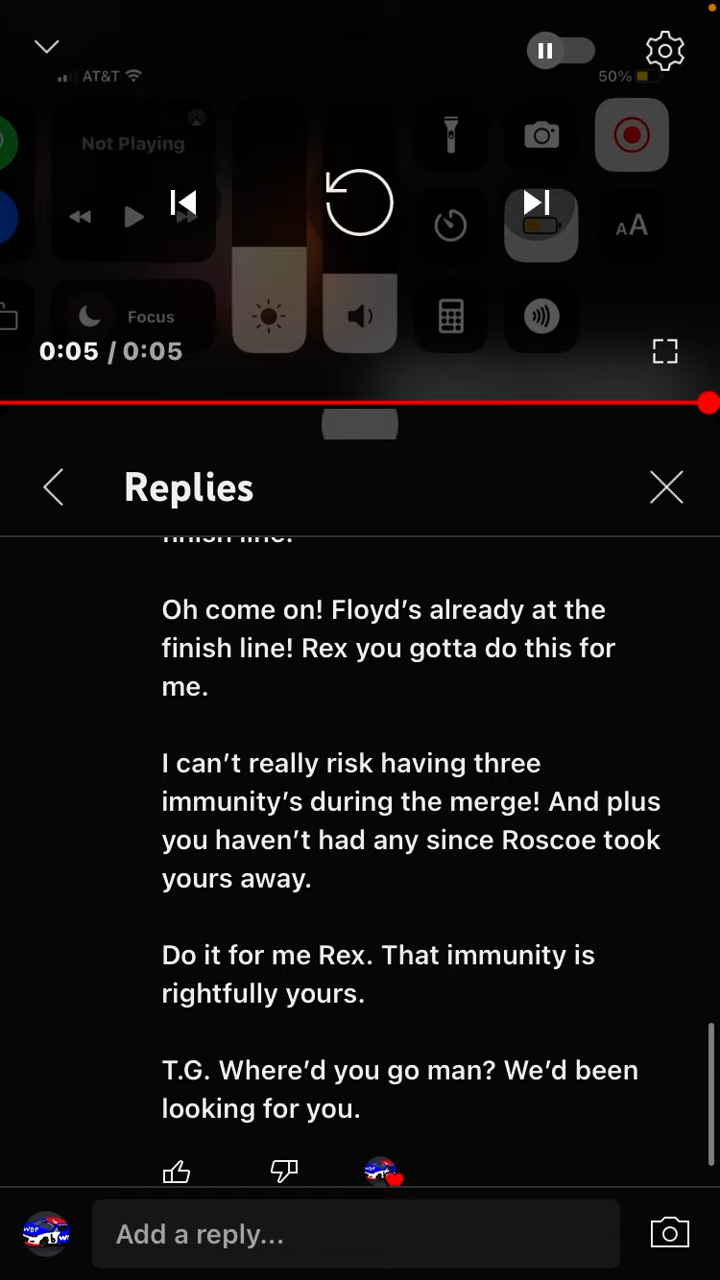 AT&T
50%
Not Playing
AA
Focus
0:05 / 0:05
Replies
finish line.
Oh come on! Floyd’s already at the
finish line! Rex you gotta do this for
me.
I can’t really risk having three
immunity’s during the merge! And plus
you haven’t had any since Roscoe took
yours away.
Do it for me Rex. That immunity is
rightfully yours.
T.G. Where’d you go man? We’d been
looking for you.
Add a reply...